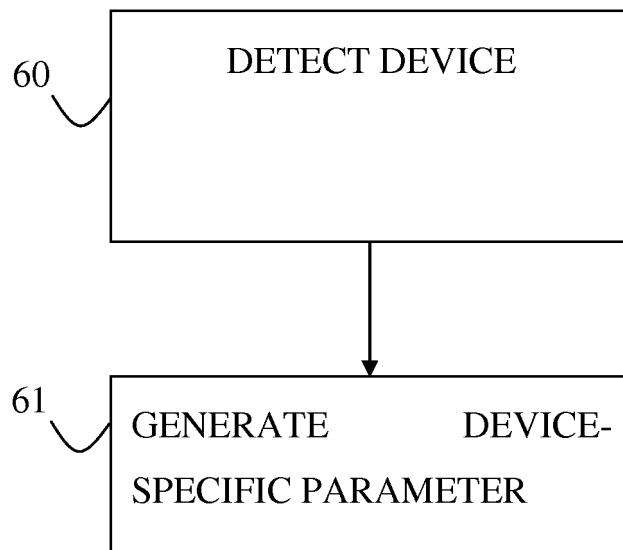 60
DETECT DEVICE
61
GENERATE DEVICE-
SPECIFIC PARAMETER